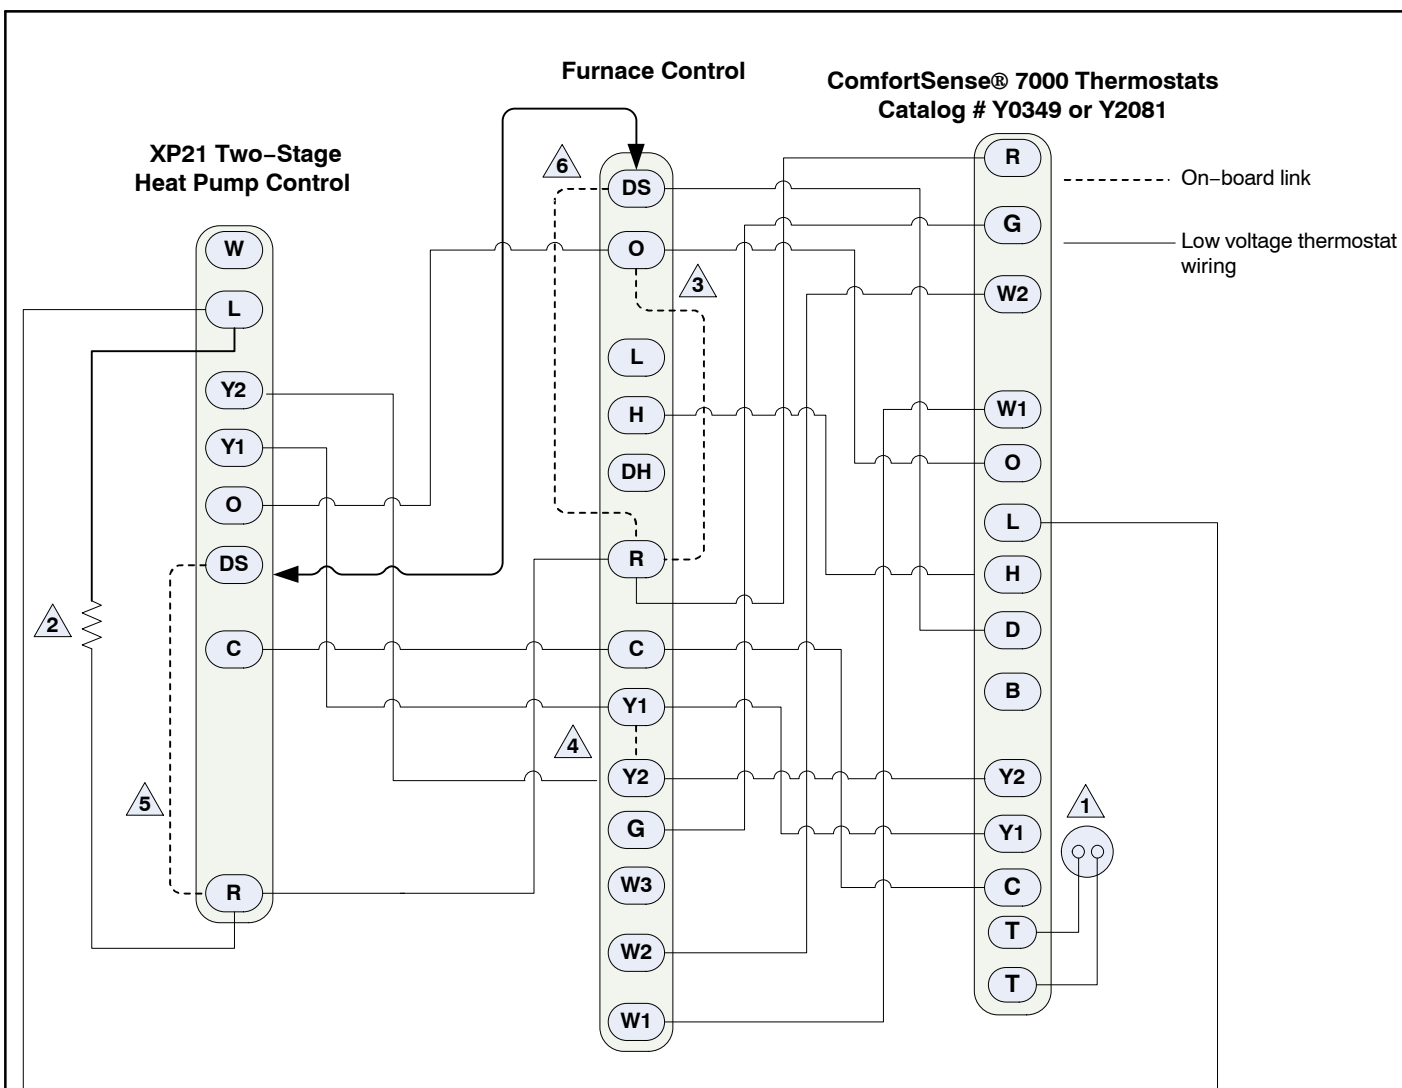 Furnace Control
ComfortSense® 7000 Thermostats
Catalog # Y0349 or Y2081
XP21 Two−Stage
Heat Pump Control
On−board link
Low voltage thermostat
wiring
W
L
Y2
Y1
O
DS
C
R
2
5
6
DS
O
3
L
H
DH
R
C
Y1
4
Y2
G
W3
W2
W1
R
G
W2
W1
O
L
H
D
B
Y2
Y1
C
T
T
1